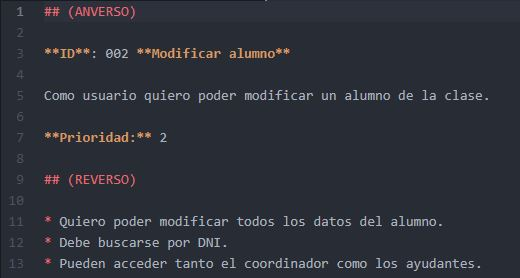 1 ## (ANVERSO)
2
3 **ID**: 002 **Modificar alumno**
4
5 Como usuario quiero poder modificar un alumno de la clase.
6
7 **Prioridad:** 2
8
9 ## (REVERSO)
10
11 * Quiero poder modificar todos los datos del alumno.
12 * Debe buscarse por DNI.
13 * Pueden acceder tanto el coordinador como los ayudantes.